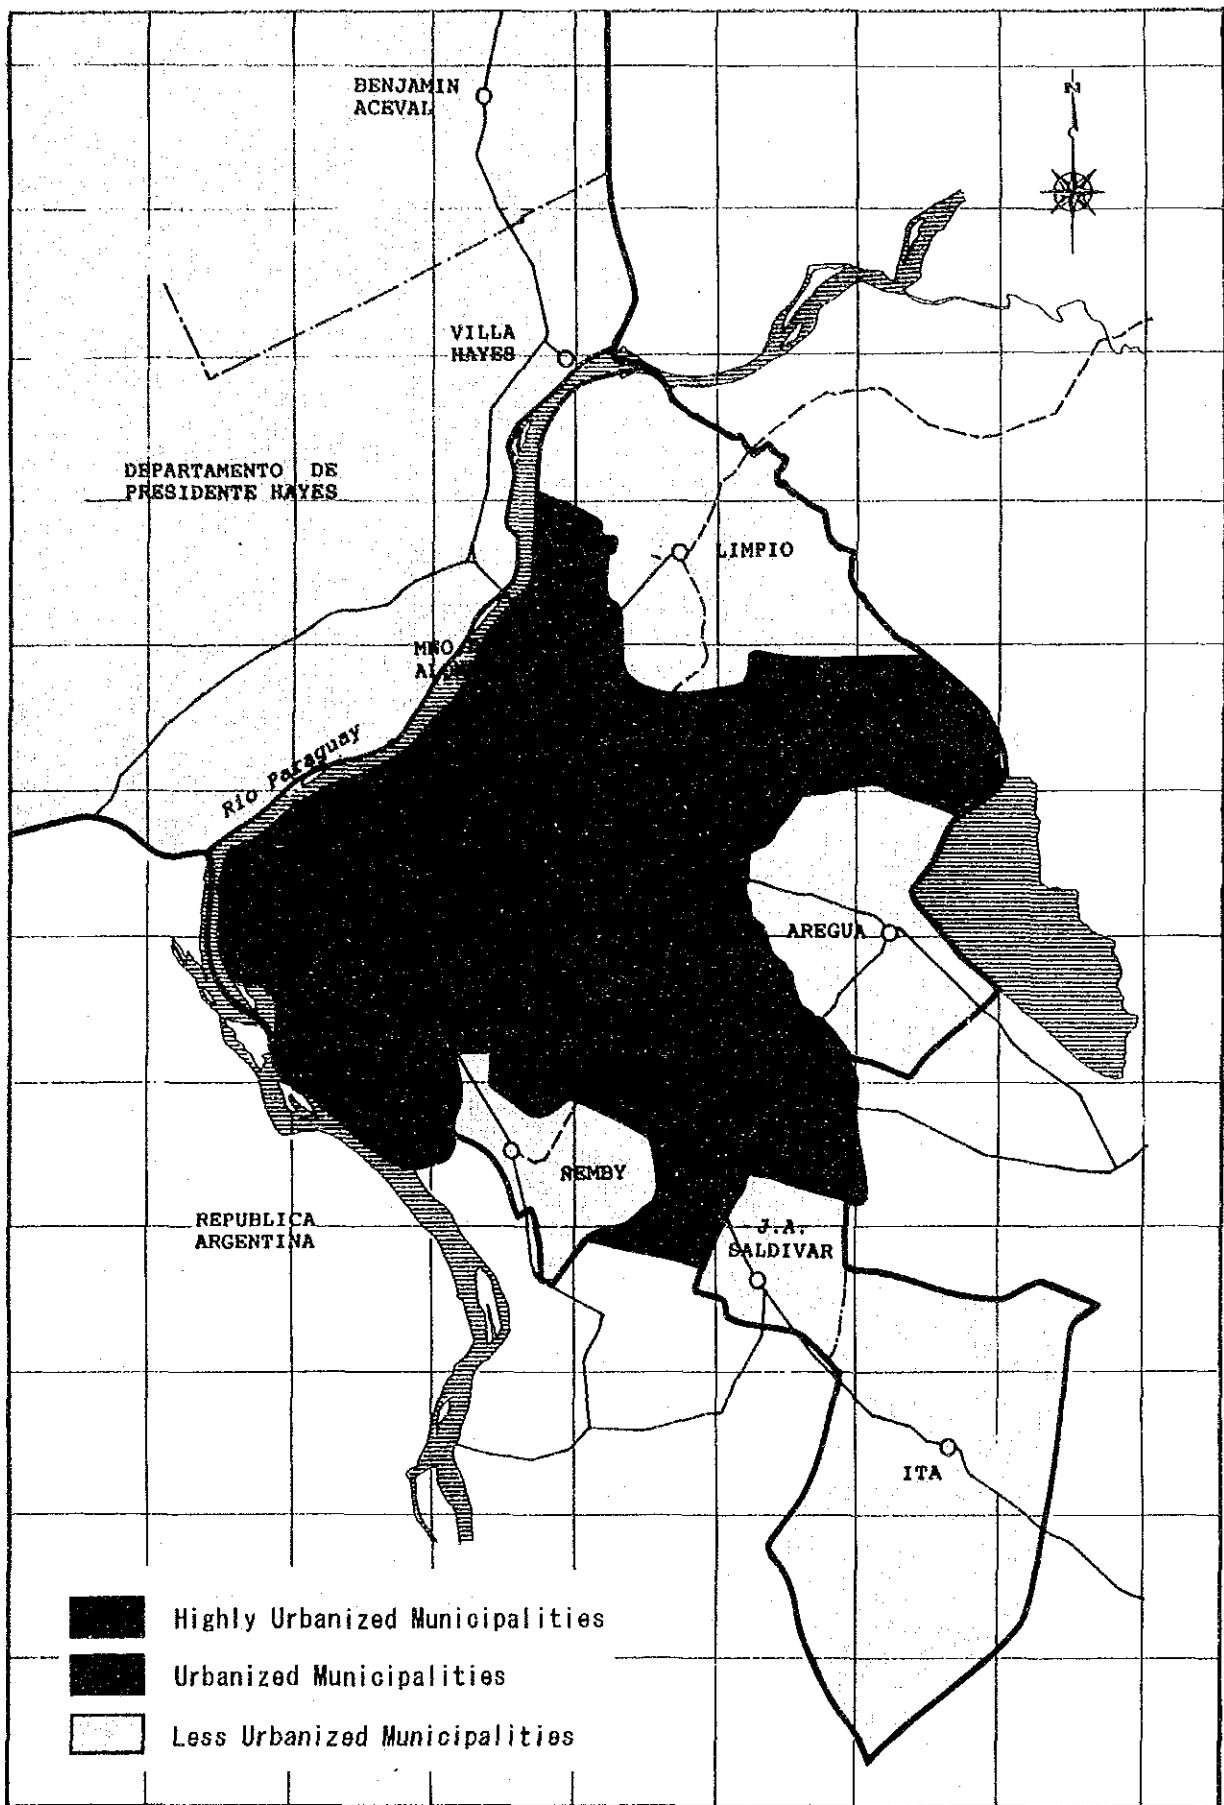 BENJAMIN
ACEVAL
N
VILLA
HAYES
DEPARTAMENTO DE
PRESIDENTE HAYES
LIMPIO
Rio Paraguay
AREGUA
ÑEMBY
REPUBLICA
ARGENTINA
J.A.
SALDIVAR
ITA
Highly Urbanized Municipalities
Urbanized Municipalities
Less Urbanized Municipalities